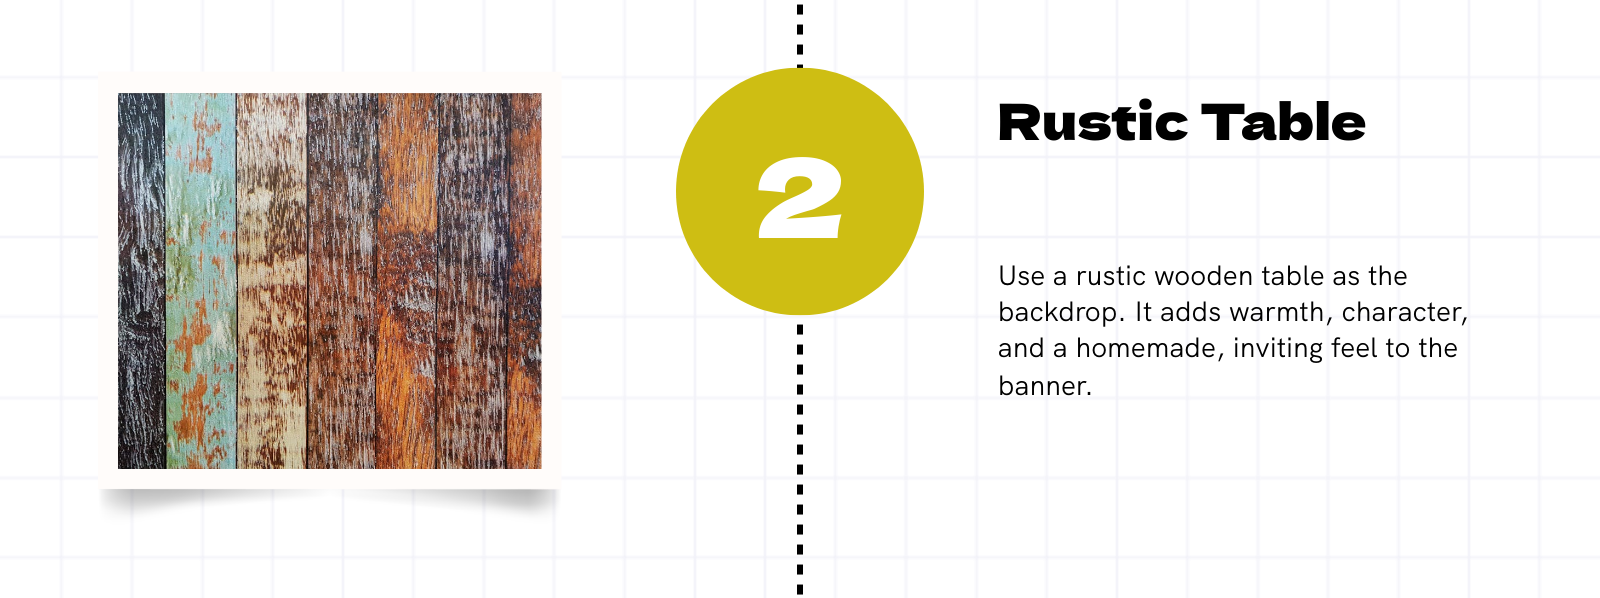 2
Rustic Table
Use a rustic wooden table as the
backdrop. It adds warmth, character,
and a homemade, inviting feel to the
banner.